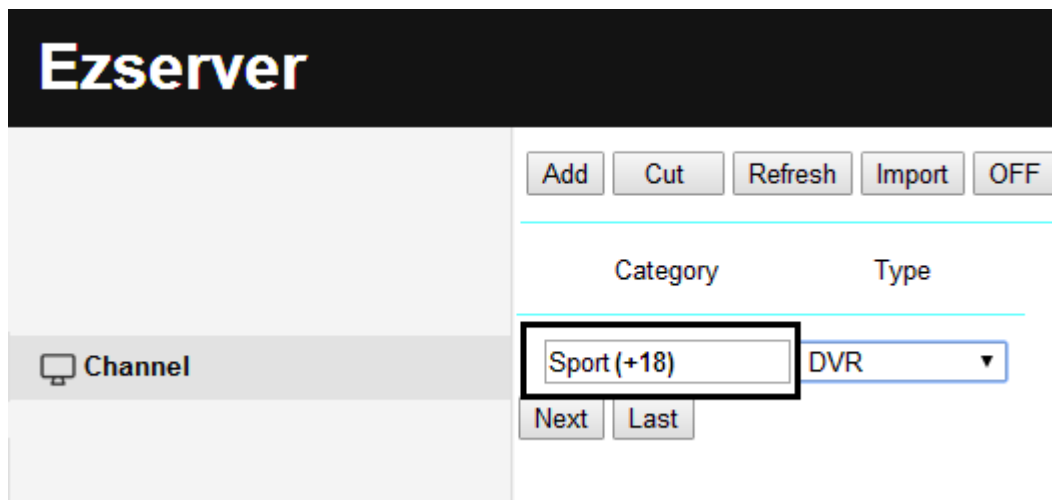 Ezserver
Add Cut Refresh Import OFF
Category Type
Channel
Sport (+18) DVR
Next Last